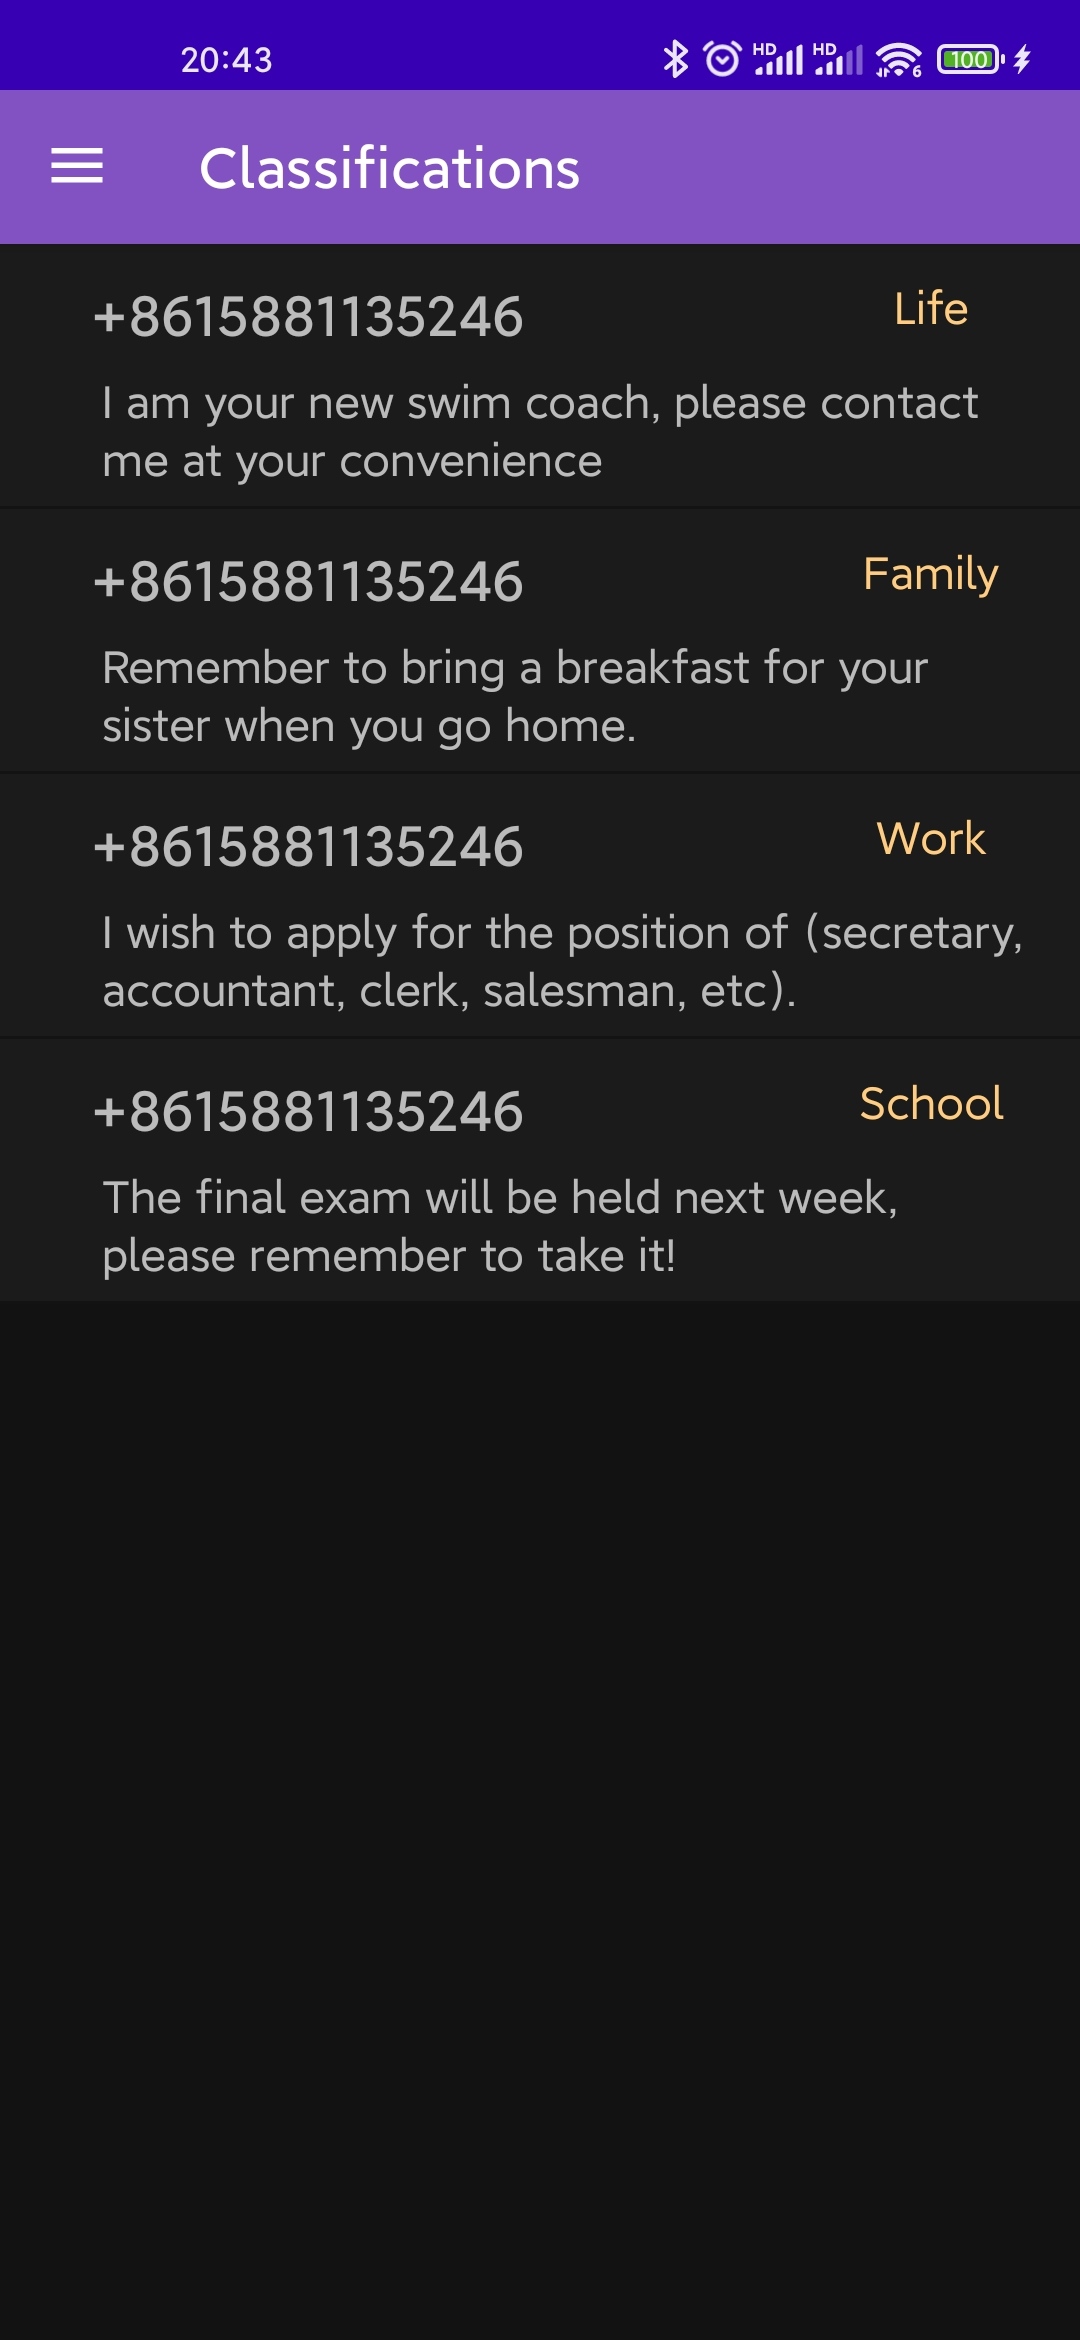 20:43
HD HD 6 100
Classifications
+8615881135246 Life
I am your new swim coach, please contact
me at your convenience
+8615881135246 Family
Remember to bring a breakfast for your
sister when you go home.
+8615881135246 Work
I wish to apply for the position of (secretary,
accountant, clerk, salesman, etc).
+8615881135246 School
The final exam will be held next week,
please remember to take it!